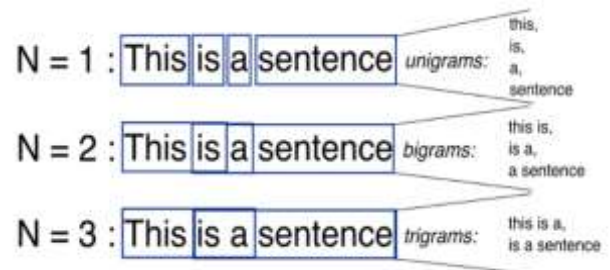 N = 1 : This is a sentence unigrams:
this,
is,
a,
sentence
N = 2 : This is a sentence bigrams:
this is,
is a,
a sentence
N = 3 : This is a sentence trigrams:
this is a,
is a sentence